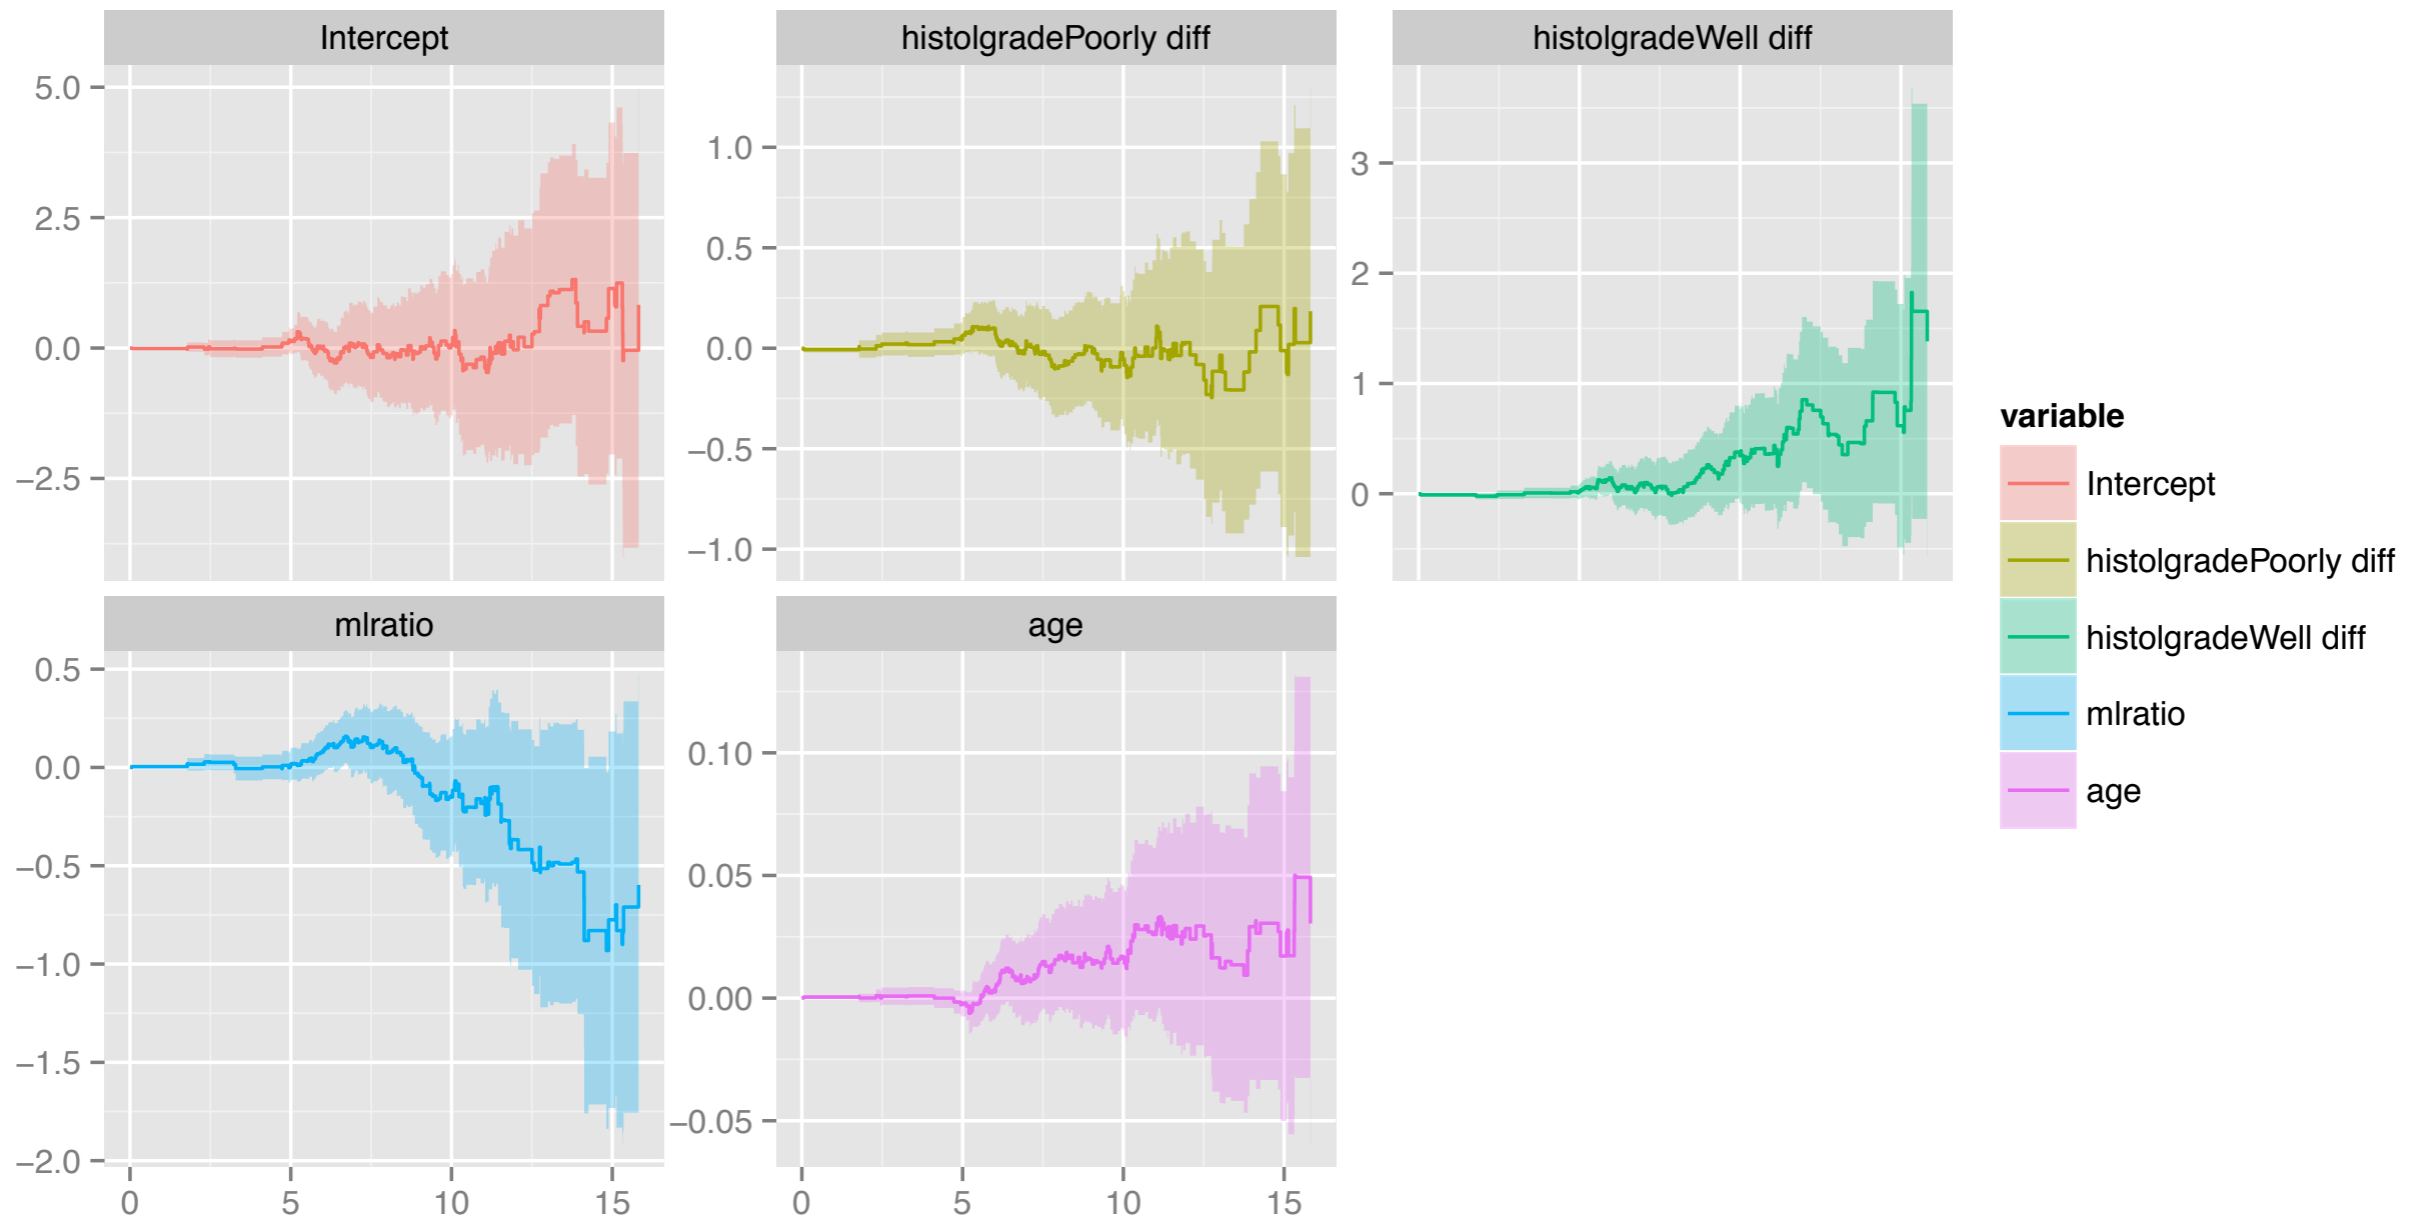 Intercept
histolgradePoorly diff
histolgradeWell diff
5.0
2.5
0.0
−2.5
1.0
0.5
0.0
−0.5
−1.0
3
2
1
0
variable
Intercept
histolgradePoorly diff
histolgradeWell diff
mlratio
age
mlratio
age
0.5
0.0
−0.5
−1.0
−1.5
−2.0
0.10
0.05
0.00
−0.05
0 5 10 15
0 5 10 15